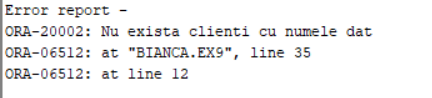 Error report -
ORA-20002: Nu exista clienti cu numele dat
ORA-06512: at "BIANCA.EX9", line 35
ORA-06512: at line 12